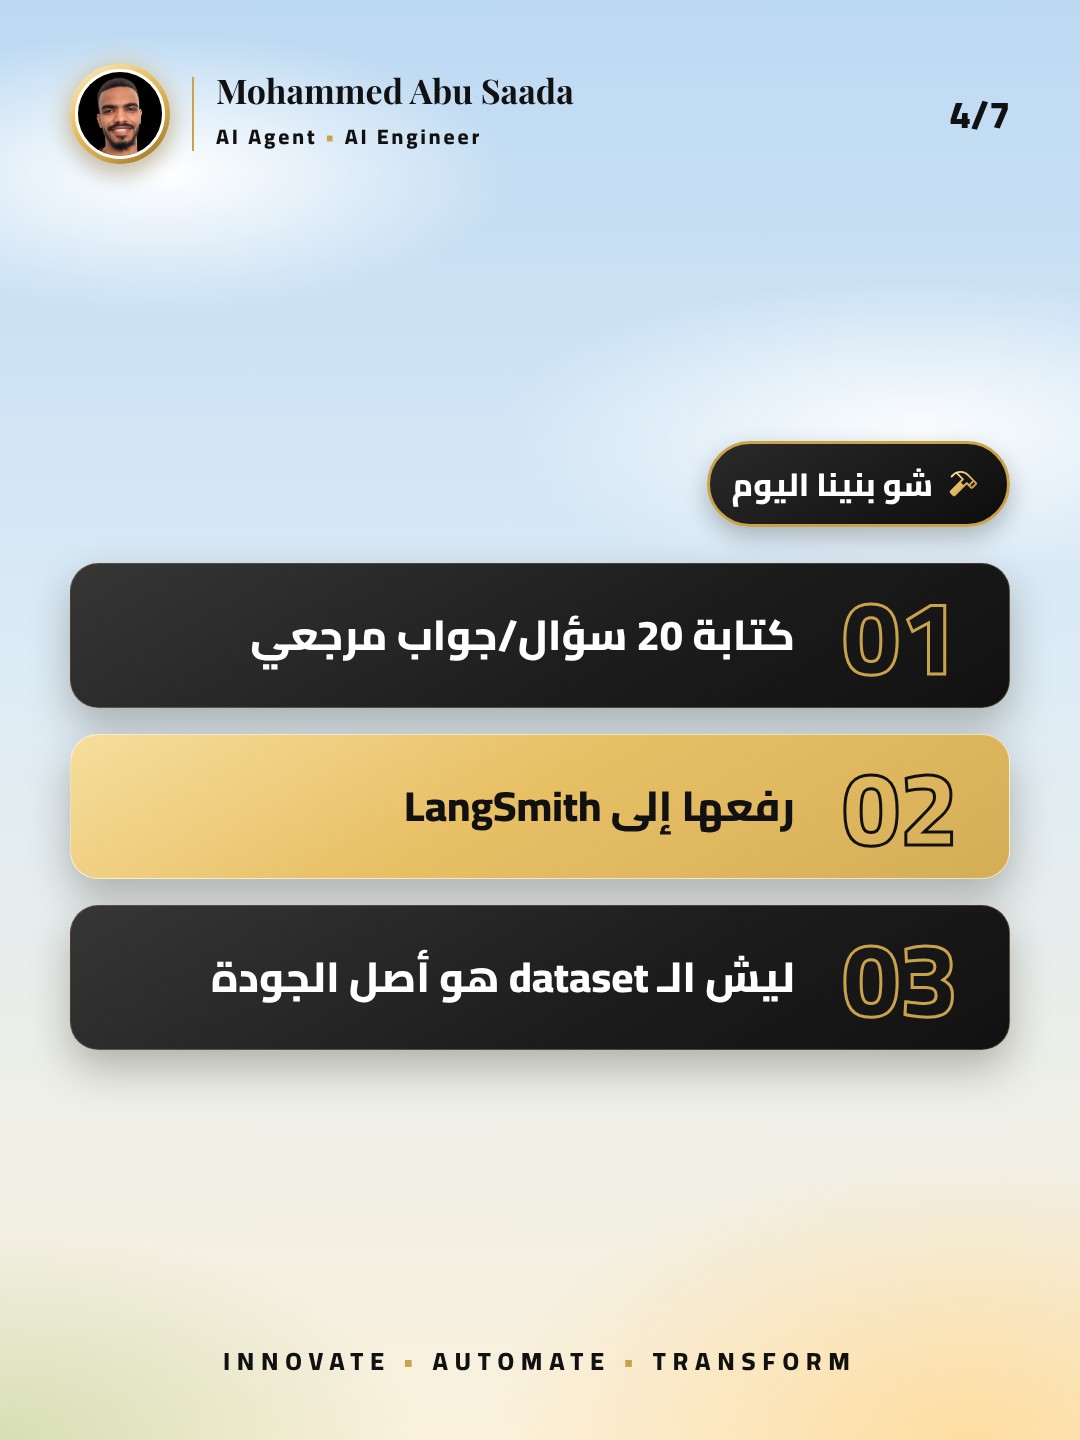 Mohammed Abu Saada
AI Agent ▪ AI Engineer
4/7
شو بنينا اليوم
01
كتابة 20 سؤال/جواب مرجعي
02
رفعها إلى LangSmith
03
ليش الـ dataset هو أصل الجودة
INNOVATE ▪ AUTOMATE ▪ TRANSFORM